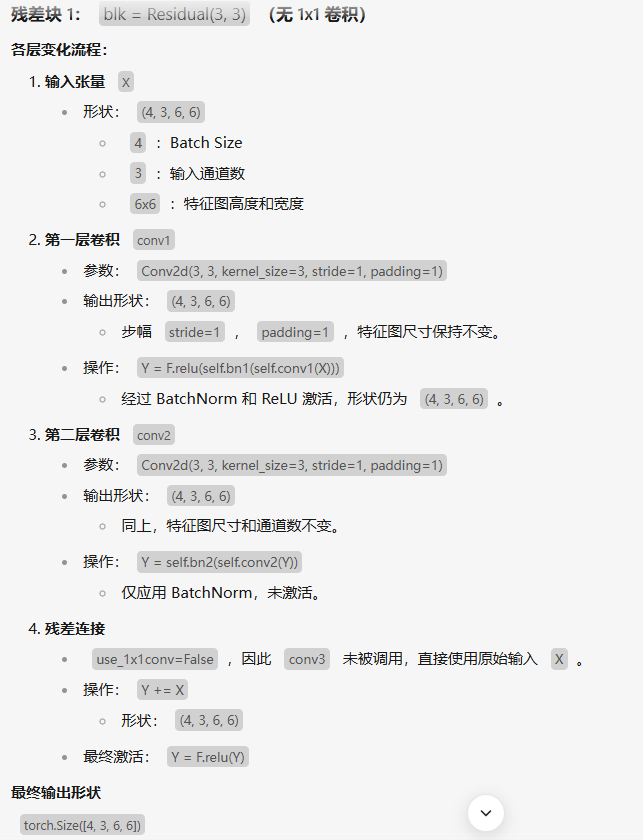 残差块 1： blk = Residual(3, 3) （无 1x1 卷积）
各层变化流程：
1. 输入张量 X
形状： (4, 3, 6, 6)
4 ：Batch Size
3 ：输入通道数
6x6 ：特征图高度和宽度
2. 第一层卷积 conv1
参数： Conv2d(3, 3, kernel_size=3, stride=1, padding=1)
输出形状： (4, 3, 6, 6)
步幅 stride=1 ， padding=1 ，特征图尺寸保持不变。
操作： Y = F.relu(self.bn1(self.conv1(X)))
经过 BatchNorm 和 ReLU 激活，形状仍为 (4, 3, 6, 6) 。
3. 第二层卷积 conv2
参数： Conv2d(3, 3, kernel_size=3, stride=1, padding=1)
输出形状： (4, 3, 6, 6)
同上，特征图尺寸和通道数不变。
操作： Y = self.bn2(self.conv2(Y))
仅应用 BatchNorm，未激活。
4. 残差连接
use_1x1conv=False ，因此 conv3 未被调用，直接使用原始输入 X 。
操作： Y += X
形状： (4, 3, 6, 6)
最终激活： Y = F.relu(Y)
最终输出形状
torch.Size([4, 3, 6, 6])